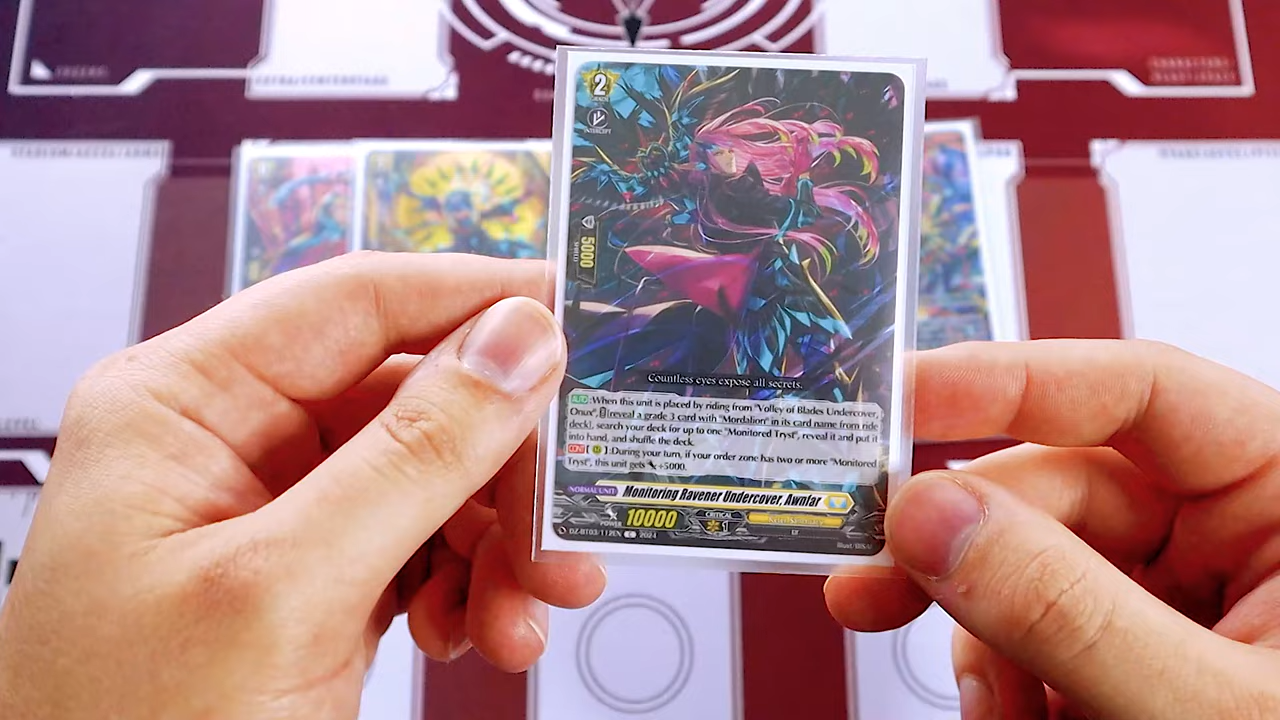 2
INTERCEPT
5000
SHIELD
Countless eyes expose all secrets.
AUTO:When this unit is placed by riding from "Volley of Blades Undercover,
Onux", [reveal a grade 3 card with "Mordalion" in its card name from ride
deck], search your deck for up to one "Monitored Tryst", reveal it and put it
into hand, and shuffle the deck.
CONT :During your turn, if your order zone has two or more "Monitored
Tryst", this unit gets +5000.
NORMAL UNIT Monitoring Ravener Undercover, Awnfar
POWER 10000 CRITICAL 1
DZ-BT03/112EN C 2024